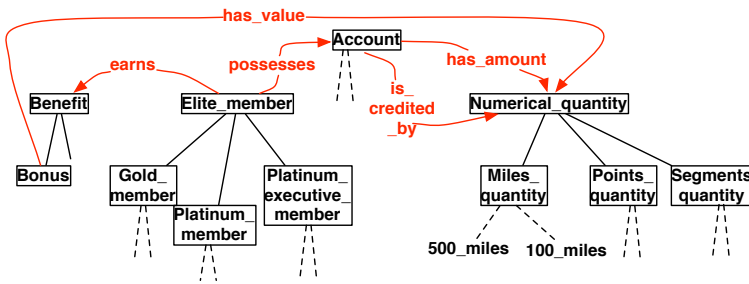 has_value
Account
earns
possesses
has_amount
is_
credited
_by
Benefit
Elite_member
Numerical_quantity
Bonus
Gold_
member
Platinum_
member
Platinum_
executive_
member
Miles_
quantity
Points_
quantity
Segments_
quantity
500_miles
100_miles